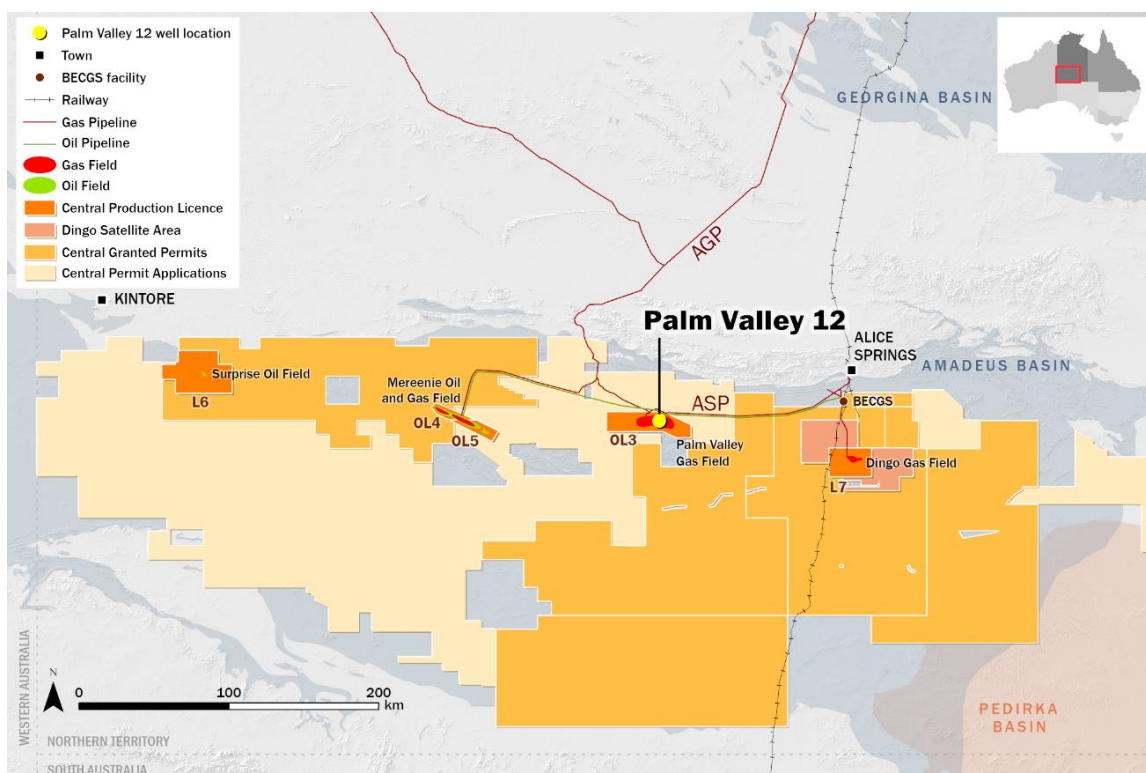 Palm Valley 12 well location
Town
BECGS facility
Railway
Gas Pipeline
Oil Pipeline
Gas Field
Oil Field
Central Production Licence
Dingo Satellite Area
Central Granted Permits
Central Permit Applications
GEORGINA BASIN
AGP
KINTORE
Palm Valley 12
ALICE
SPRINGS
AMADEUS BASIN
Surprise Oil Field
L6
Mereenie Oil
and Gas Field
OL4
OL5
ASP
BECGS
OL3
Palm Valley
Gas Field
Dingo Gas Field
L7
WESTERN AUSTRALIA
N
0 100 200
km
PEDIRKA
BASIN
NORTHERN TERRITORY
SOUTH AUSTRALIA